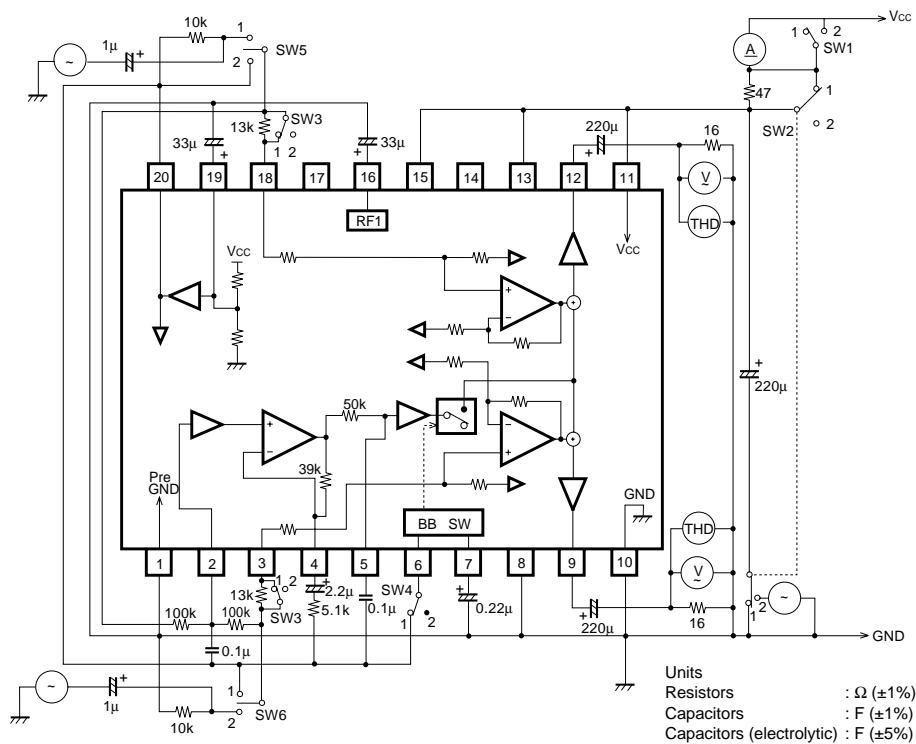 10k
1
Vcc
1μ
+
SW5
2
1
2
A
SW1
~
47
1
SW2
2
13k
SW3
1 2
33μ
+
33μ
+
220μ
+
16
V
~
THD
20 19 18 17 16 15 14 13 12 11
RF1
Vcc
Vcc
+
−
+
+
220μ
50k
+
−
39k
−
+
+
Pre
GND
GND
BB SW
THD
V
~
1 2 3 4 5 6 7 8 9 10
1 2
13k
SW3
+
2.2μ
5.1k
0.1μ
SW4
1
2
+
0.22μ
+
220μ
16
1
2
~
100k
100k
0.1μ
GND
~
+
1μ
1
2
SW6
10k
Units
Resistors : Ω (±1%)
Capacitors : F (±1%)
Capacitors (electrolytic) : F (±5%)